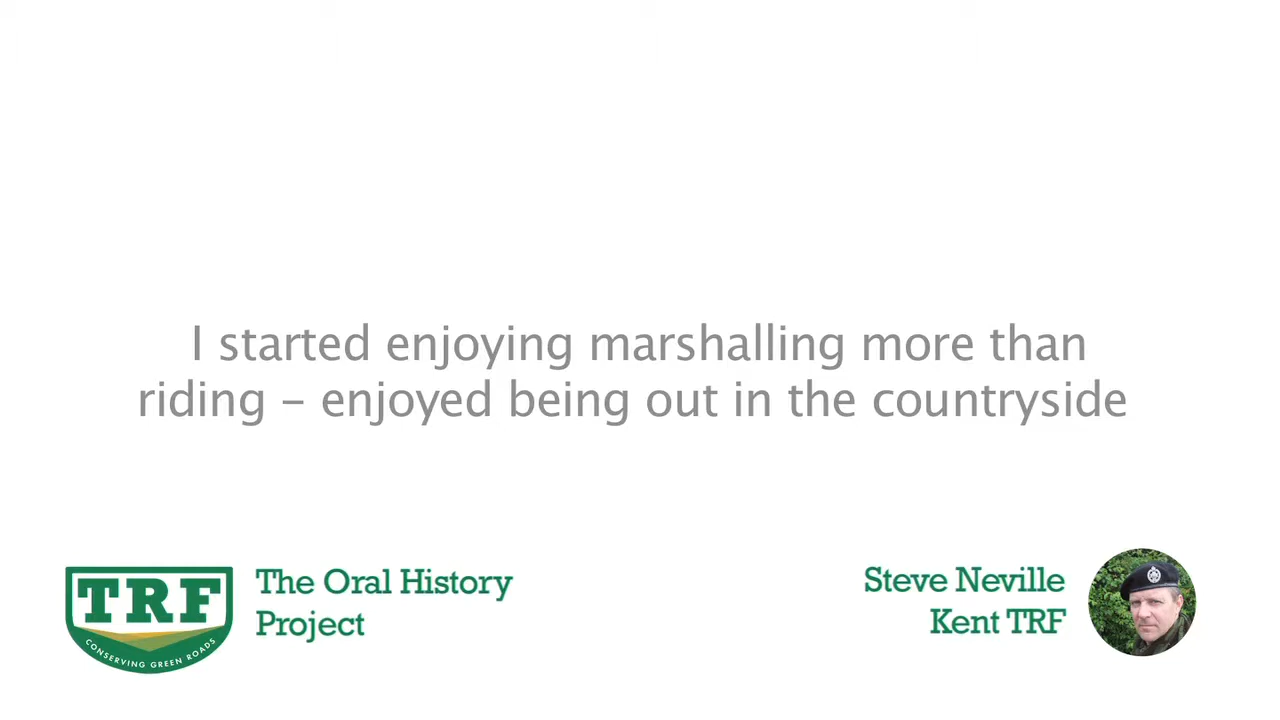 I started enjoying marshalling more than
riding – enjoyed being out in the countryside
TRF
CONSERVING GREEN ROADS
The Oral History
Project
Steve Neville
Kent TRF